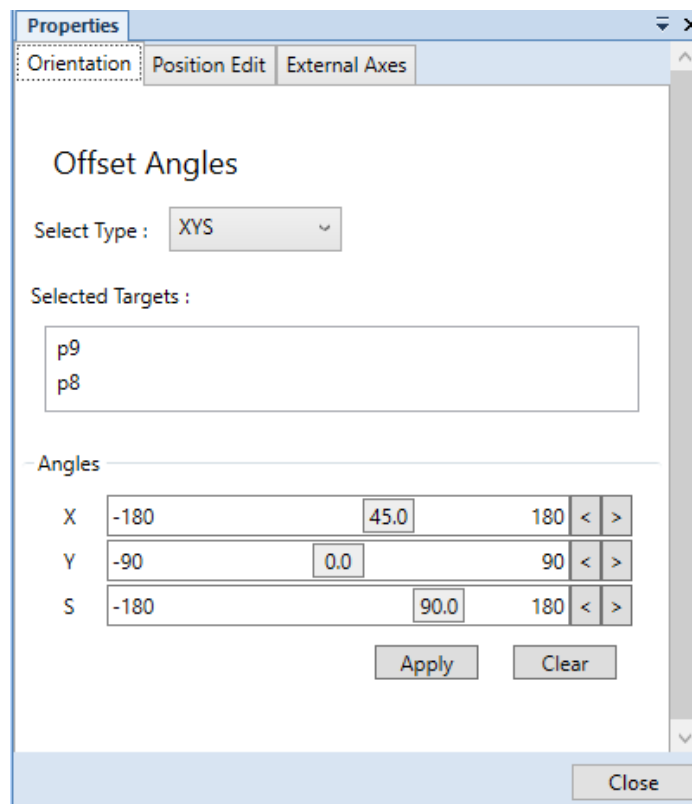 Properties
Orientation Position Edit External Axes
Offset Angles
Select Type : XYS
Selected Targets :
p9
p8
Angles
X -180 45.0 180 < >
Y -90 0.0 90 < >
S -180 90.0 180 < >
Apply Clear
Close